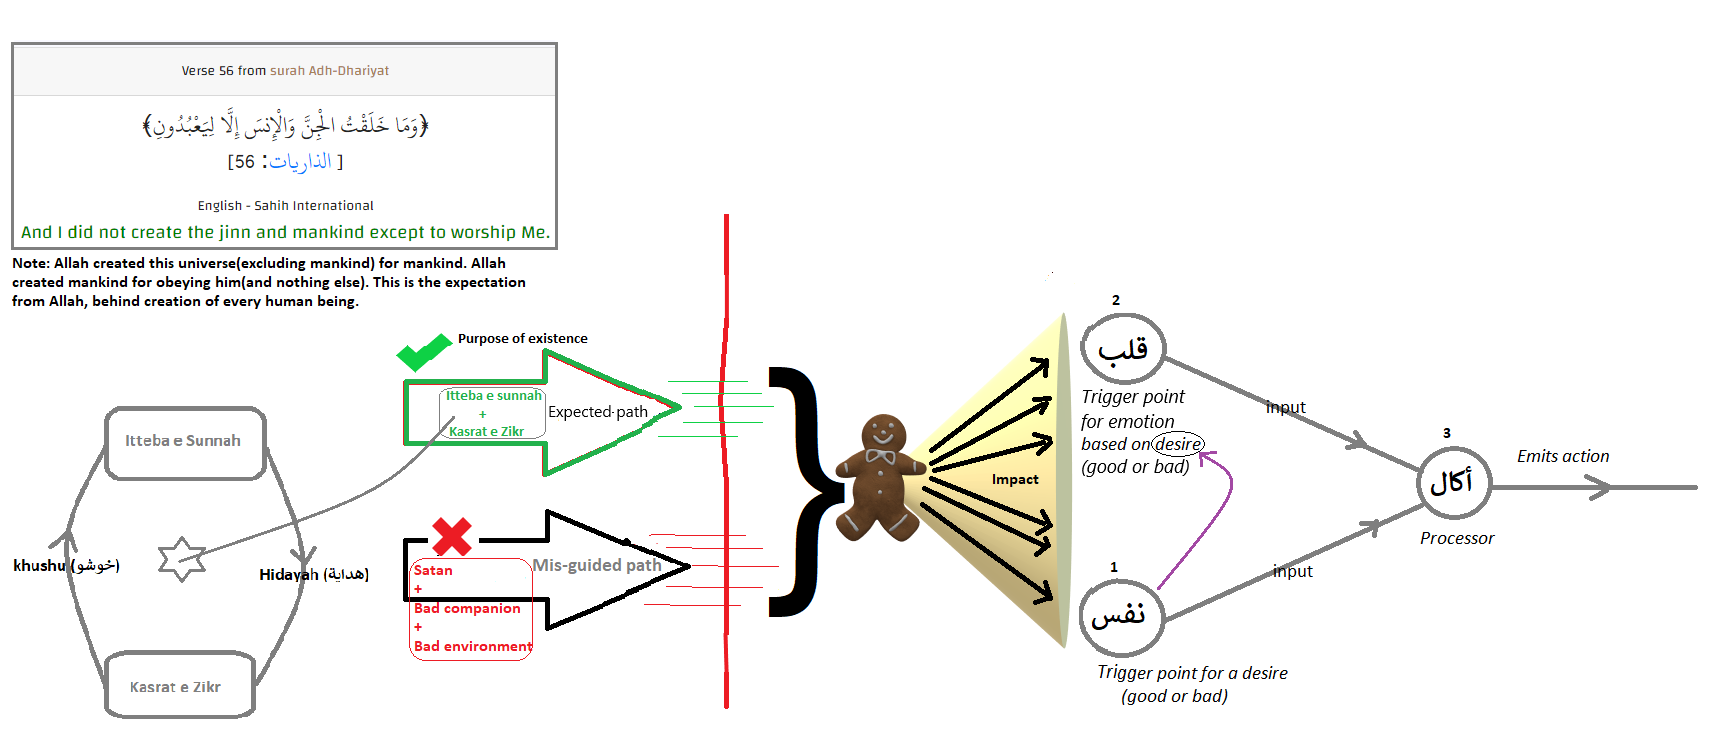 Verse 56 from surah Adh-Dhariyat
﴿وَمَا خَلَقْتُ الْجِنَّ وَالْإِنسَ إِلَّا لِيَعْبُدُونِ﴾
[ الذاريات: 56]
English - Sahih International
And I did not create the jinn and mankind except to worship Me.
Note: Allah created this universe(excluding mankind) for mankind. Allah
created mankind for obeying him(and nothing else). This is the expectation
from Allah, behind creation of every human being.
Purpose of existence
Itteba e sunnah
+
Kasrat e Zikr
Expected path
Itteba e Sunnah
khushu (خوشو)
Hidayah (هداية)
Kasrat e Zikr
Mis-guided path
Satan
+
Bad companion
+
Bad environment
Impact
2
قلب
Trigger point
for emotion
based on desire
(good or bad)
input
1
نفس
Trigger point for a desire
(good or bad)
input
3
أكال
Processor
Emits action